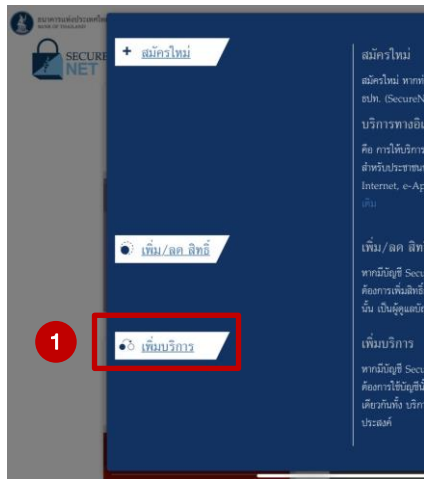 ธนาคารแห่งประเทศไทย
BANK OF THAILAND
SECURE
NET
สมัครใหม่
สมัครใหม่
สมัครใหม่
ธปท.
บริการทางอิ
คือ การให้บริการ
สำหรับประชาชน
Internet, e-Ap
เติม
เพิ่ม/ลด สิทธิ์
เพิ่ม/ลด สิท
หากมีบัญชี Secu
ต้องการเพิ่มสิทธิ์
นั้น เป็นผู้ดูแลบัญ
1
เพิ่มบริการ
เพิ่มบริการ
หากมีบัญชี Secu
ต้องการใช้บัญชีนั้
เดียวกันทั้ง บริกา
ประสงค์